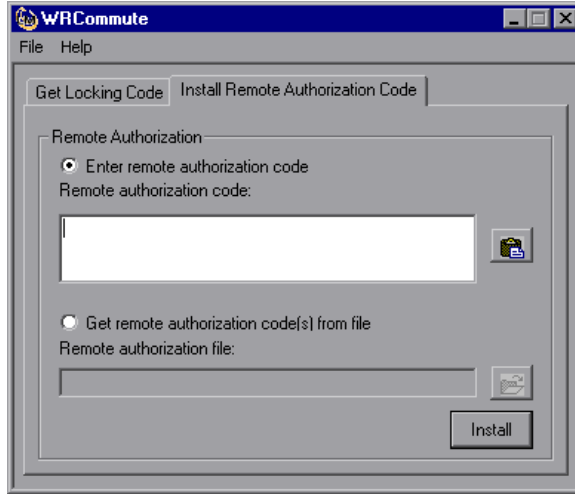 WRCommute
File Help
Get Locking Code Install Remote Authorization Code
Remote Authorization
Enter remote authorization code
Remote authorization code:
Get remote authorization code(s) from file
Remote authorization file:
Install